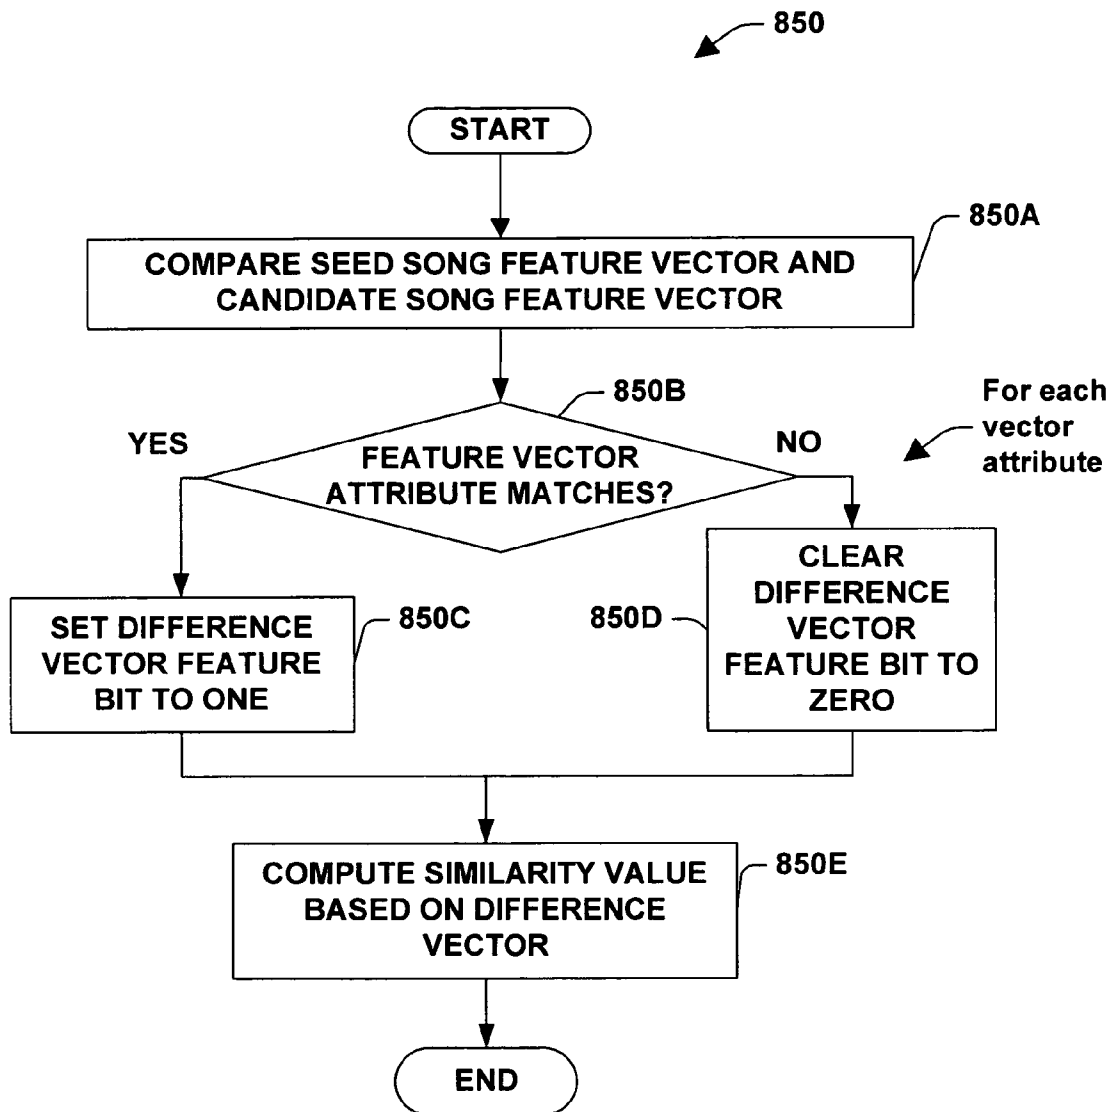 850
START
850A
COMPARE SEED SONG FEATURE VECTOR AND
CANDIDATE SONG FEATURE VECTOR
850B
For each
vector
attribute
YES
NO
FEATURE VECTOR
ATTRIBUTE MATCHES?
SET DIFFERENCE
VECTOR FEATURE
BIT TO ONE
850C
850D
CLEAR
DIFFERENCE
VECTOR
FEATURE BIT TO
ZERO
COMPUTE SIMILARITY VALUE
BASED ON DIFFERENCE
VECTOR
850E
END